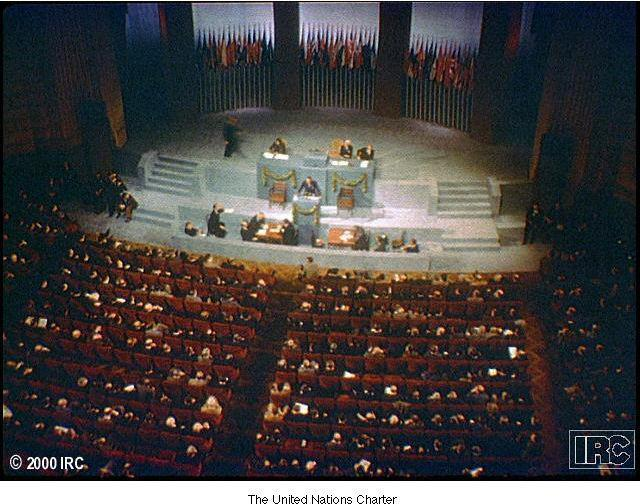 © 2000 IRC
IRC
The United Nations Charter